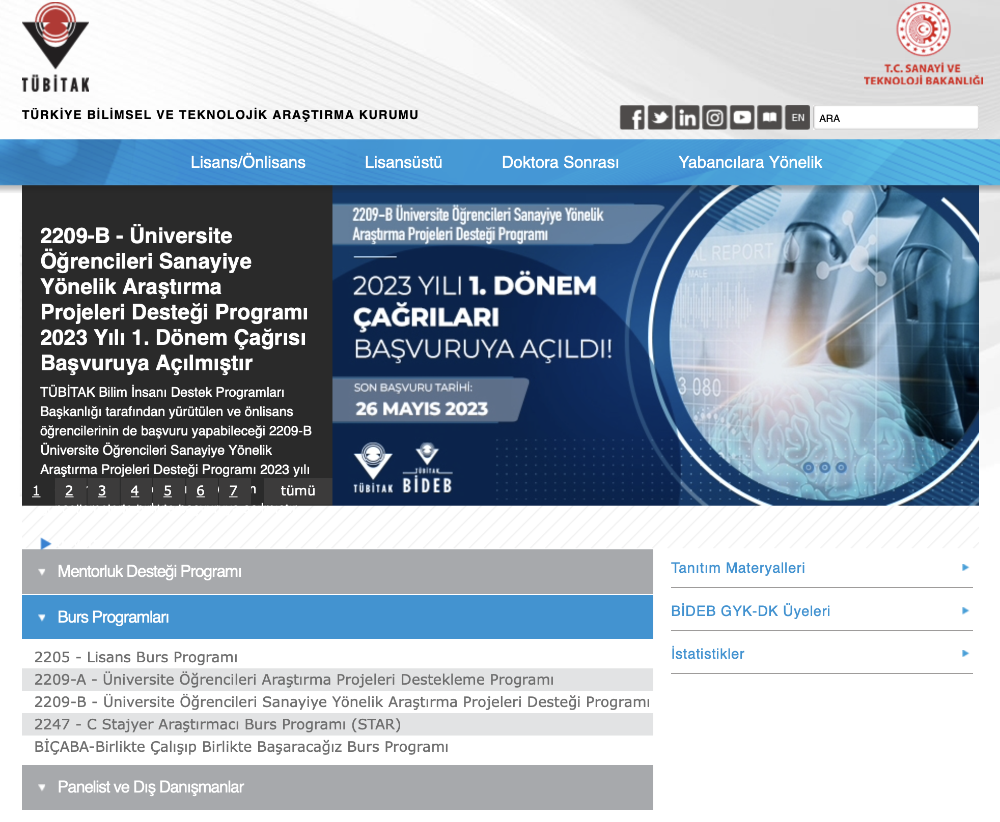 TÜBİTAK
T.C. SANAYİ VE
TEKNOLOJİ BAKANLIĞI
TÜRKİYE BİLİMSEL VE TEKNOLOJİK ARAŞTIRMA KURUMU
EN
ARA
Lisans/Önlisans
Lisansüstü
Doktora Sonrası
Yabancılara Yönelik
2209-B - Üniversite
Öğrencileri Sanayiye
Yönelik Araştırma
Projeleri Desteği Programı
2023 Yılı 1. Dönem Çağrısı
Başvuruya Açılmıştır
TÜBİTAK Bilim İnsanı Destek Programları
Başkanlığı tarafından yürütülen ve önlisans
öğrencilerinin de başvuru yapabileceği 2209-B
Üniversite Öğrencileri Sanayiye Yönelik
Araştırma Projeleri Desteği Programı 2023 yılı
1 2 3 4 5 6 7 tümü
2209-B Üniversite Öğrencileri Sanayiye Yönelik
Araştırma Projeleri Desteği Programı
2023 YILI 1. DÖNEM
ÇAĞRILARI
BAŞVURUYA AÇILDI!
SON BAŞVURU TARİHİ:
26 MAYIS 2023
TÜBİTAK
TÜBİTAK
BİDEB
AL REPORT
MALE
3 080
Mentorluk Desteği Programı
Burs Programları
2205 - Lisans Burs Programı
2209-A - Üniversite Öğrencileri Araştırma Projeleri Destekleme Programı
2209-B - Üniversite Öğrencileri Sanayiye Yönelik Araştırma Projeleri Desteği Programı
2247 - C Stajyer Araştırmacı Burs Programı (STAR)
BİÇABA-Birlikte Çalışıp Birlikte Başaracağız Burs Programı
Panelist ve Dış Danışmanlar
Tanıtım Materyalleri
BİDEB GYK-DK Üyeleri
İstatistikler